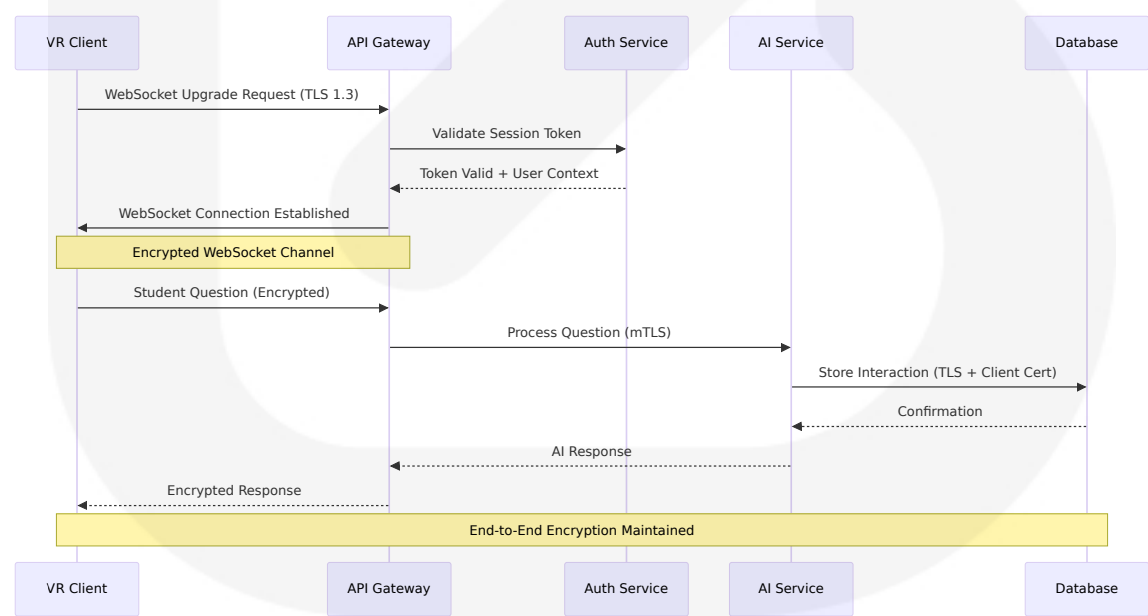 VR Client
API Gateway
Auth Service
AI Service
Database
WebSocket Upgrade Request (TLS 1.3)
Validate Session Token
Token Valid + User Context
WebSocket Connection Established
Encrypted WebSocket Channel
Student Question (Encrypted)
Process Question (mTLS)
Store Interaction (TLS + Client Cert)
Confirmation
AI Response
Encrypted Response
End-to-End Encryption Maintained
VR Client
API Gateway
Auth Service
AI Service
Database